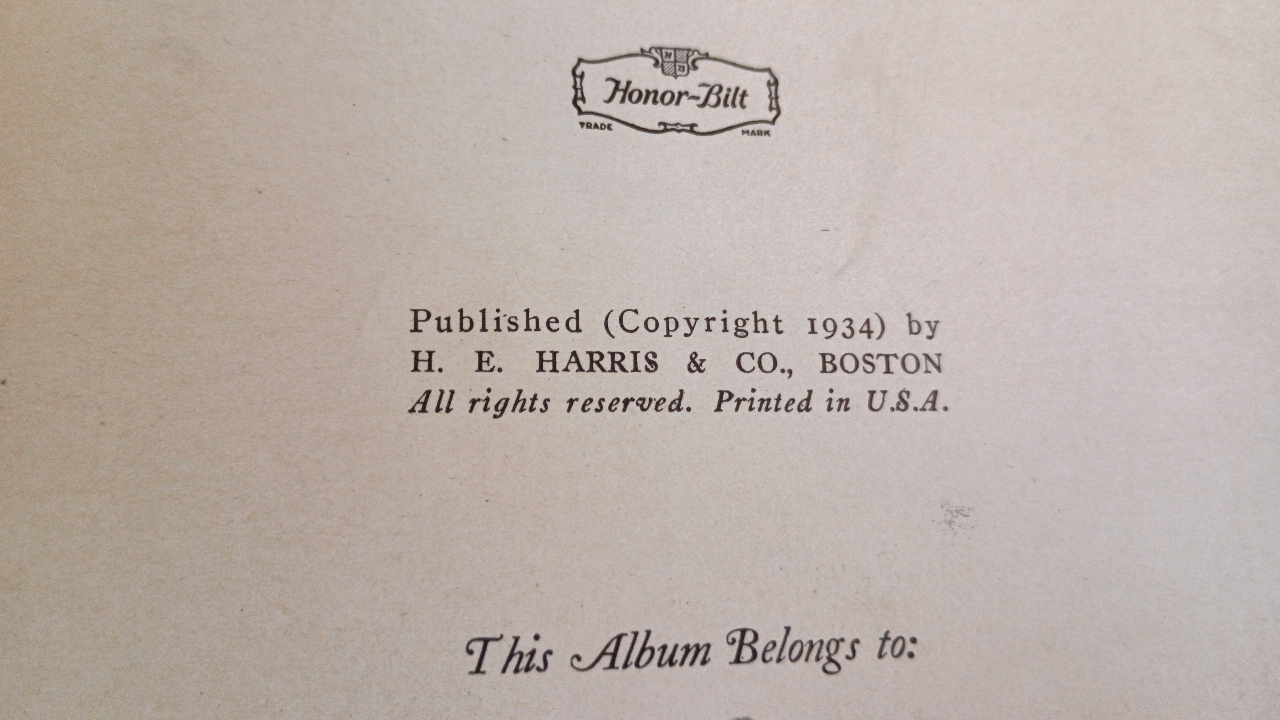 Honor-Bilt
TRADE MARK
Published (Copyright 1934) by
H. E. HARRIS & CO., BOSTON
All rights reserved. Printed in U.S.A.
This Album Belongs to: